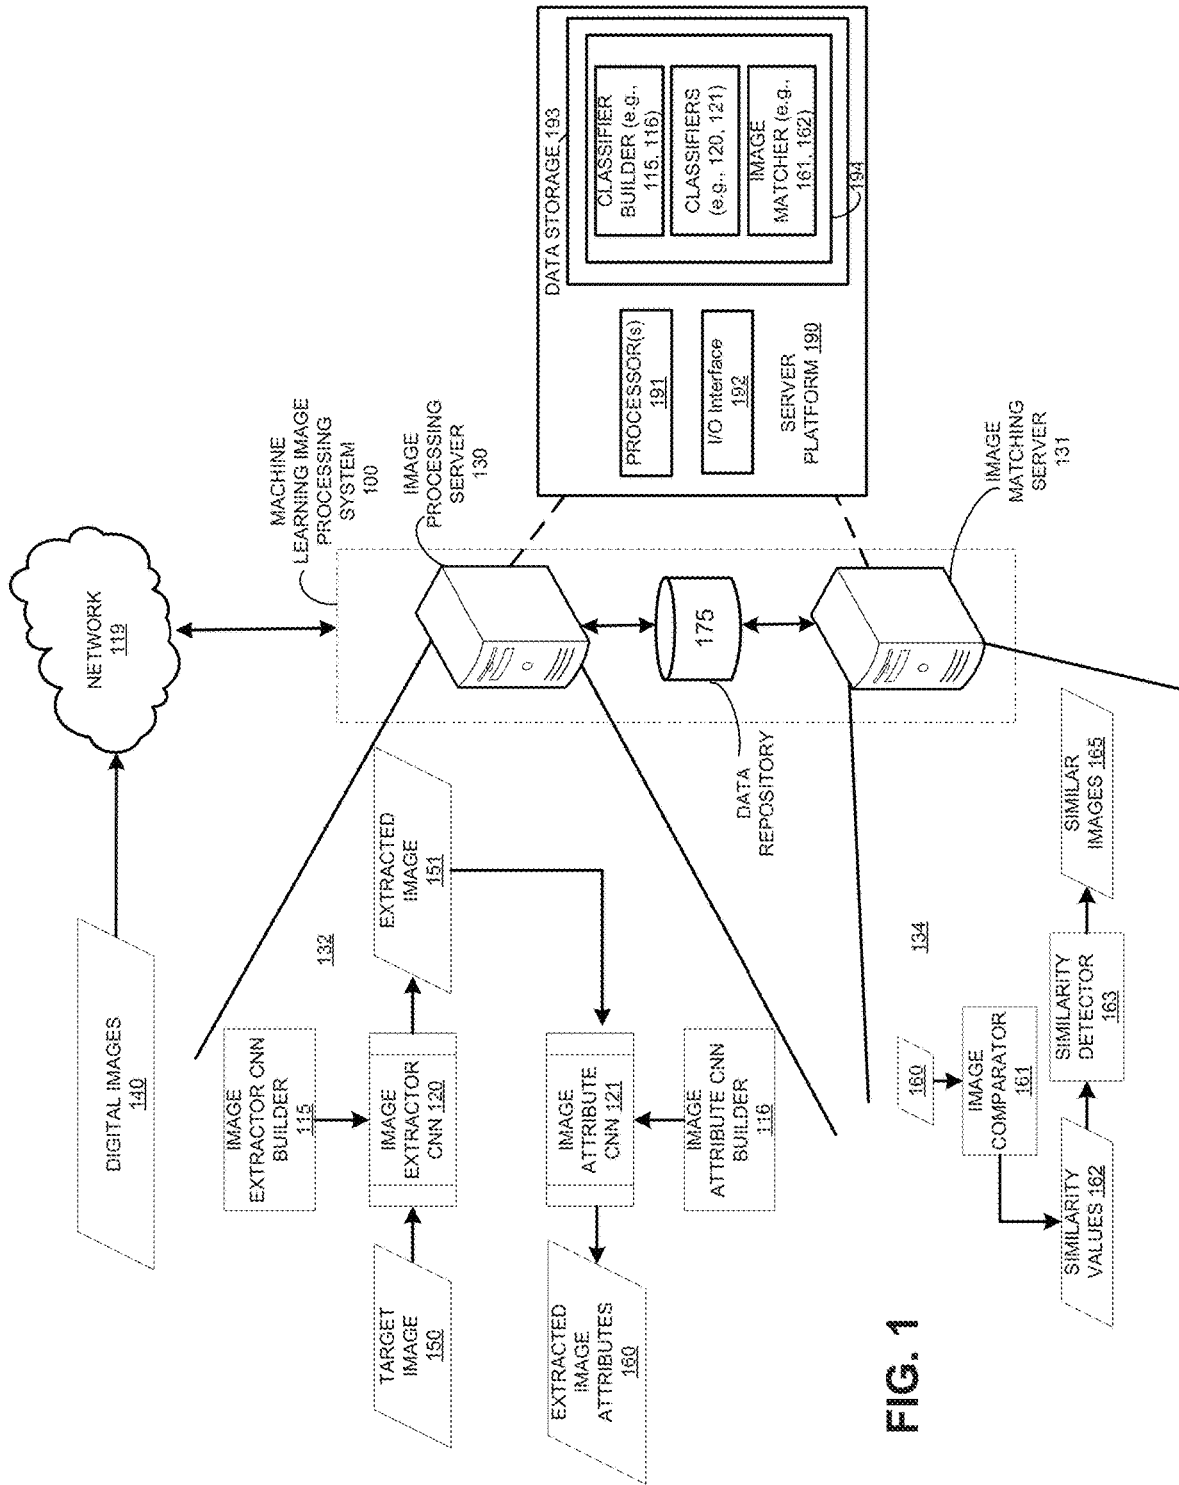 DIGITAL IMAGES
140
NETWORK
119
MACHINE
LEARNING IMAGE
PROCESSING
SYSTEM
100
IMAGE
EXTRACTOR CNN
BUILDER
115
132
TARGET
IMAGE
150
IMAGE
EXTRACTOR
CNN 120
EXTRACTED
IMAGE
151
IMAGE
PROCESSING
SERVER
130
EXTRACTED
IMAGE
ATTRIBUTES
160
IMAGE
ATTRIBUTE
CNN 121
IMAGE
ATTRIBUTE CNN
BUILDER
116
175
DATA
REPOSITORY
DATA STORAGE 193
CLASSIFIER
BUILDER (e.g.,
115, 116)
CLASSIFIERS
(e.g., 120, 121)
IMAGE
MATCHER (e.g.,
161, 162)
194
PROCESSOR(s)
191
I/O Interface
192
SERVER
PLATFORM 190
134
160
IMAGE
COMPARATOR
161
SIMILARITY
VALUES 162
SIMILARITY
DETECTOR
163
SIMILAR
IMAGES 165
IMAGE
MATCHING
SERVER
131
FIG. 1